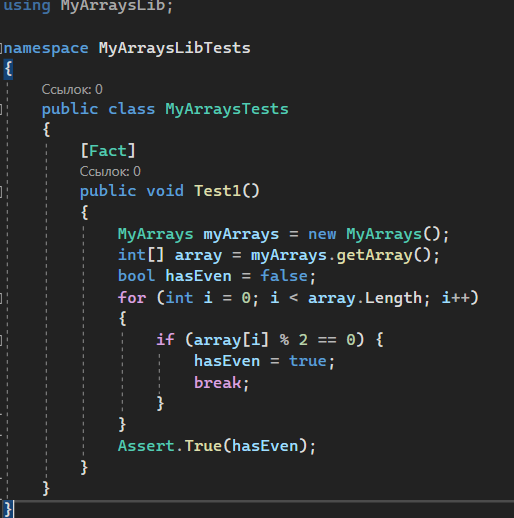 using MyArraysLib;
namespace MyArraysLibTests
{
Ссылок: 0
public class MyArraysTests
{
[Fact]
Ссылок: 0
public void Test1()
{
MyArrays myArrays = new MyArrays();
int[] array = myArrays.getArray();
bool hasEven = false;
for (int i = 0; i < array.Length; i++)
{
if (array[i] % 2 == 0) {
hasEven = true;
break;
}
}
Assert.True(hasEven);
}
}
}